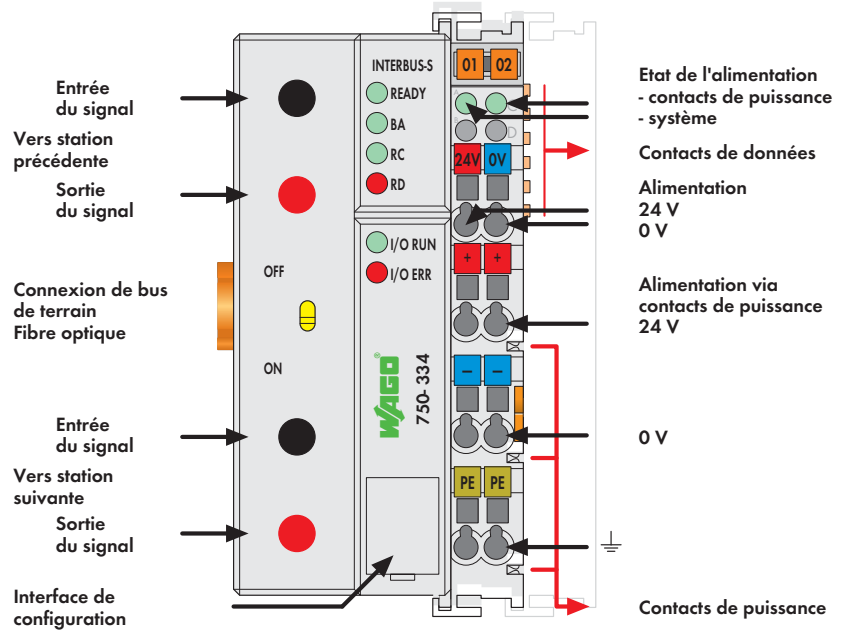 Entrée
du signal
Vers station
précédente
Sortie
du signal
Connexion de bus
de terrain
Fibre optique
Entrée
du signal
Vers station
suivante
Sortie
du signal
Interface de
configuration
OFF
ON
INTERBUS-S
READY
BA
RC
RD
I/O RUN
I/O ERR
WAGO
®
750-334
01 02
A C
B D
24V 0V
+ +
– –
PE PE
Etat de l'alimentation
- contacts de puissance
- système
Contacts de données
Alimentation
24 V
0 V
Alimentation via
contacts de puissance
24 V
0 V
Contacts de puissance